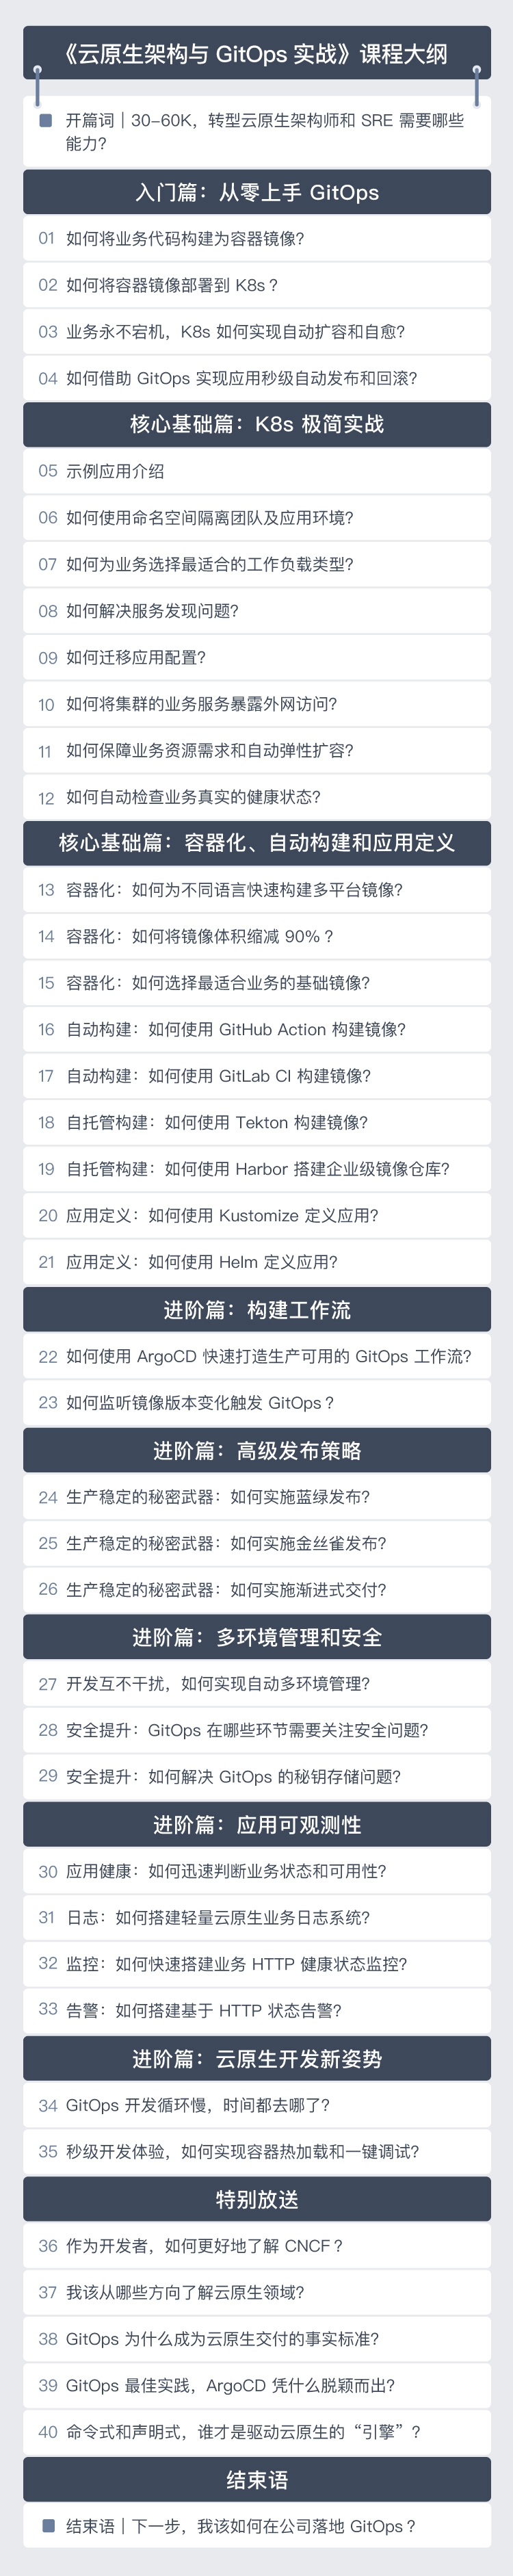 《云原生架构与 GitOps 实战》课程大纲
开篇词｜30-60K，转型云原生架构师和 SRE 需要哪些
能力？
入门篇：从零上手 GitOps
01 如何将业务代码构建为容器镜像？
02 如何将容器镜像部署到 K8s？
03 业务永不宕机，K8s 如何实现自动扩容和自愈？
04 如何借助 GitOps 实现应用秒级自动发布和回滚？
核心基础篇：K8s 极简实战
05 示例应用介绍
06 如何使用命名空间隔离团队及应用环境？
07 如何为业务选择最适合的工作负载类型？
08 如何解决服务发现问题？
09 如何迁移应用配置？
10 如何将集群的业务服务暴露外网访问？
11 如何保障业务资源需求和自动弹性扩容？
12 如何自动检查业务真实的健康状态？
核心基础篇：容器化、自动构建和应用定义
13 容器化：如何为不同语言快速构建多平台镜像？
14 容器化：如何将镜像体积缩减 90%？
15 容器化：如何选择最适合业务的基础镜像？
16 自动构建：如何使用 GitHub Action 构建镜像？
17 自动构建：如何使用 GitLab CI 构建镜像？
18 自托管构建：如何使用 Tekton 构建镜像？
19 自托管构建：如何使用 Harbor 搭建企业级镜像仓库？
20 应用定义：如何使用 Kustomize 定义应用？
21 应用定义：如何使用 Helm 定义应用？
进阶篇：构建工作流
22 如何使用 ArgoCD 快速打造生产可用的 GitOps 工作流？
23 如何监听镜像版本变化触发 GitOps？
进阶篇：高级发布策略
24 生产稳定的秘密武器：如何实施蓝绿发布？
25 生产稳定的秘密武器：如何实施金丝雀发布？
26 生产稳定的秘密武器：如何实施渐进式交付？
进阶篇：多环境管理和安全
27 开发互不干扰，如何实现自动多环境管理？
28 安全提升：GitOps 在哪些环节需要关注安全问题？
29 安全提升：如何解决 GitOps 的秘钥存储问题？
进阶篇：应用可观测性
30 应用健康：如何迅速判断业务状态和可用性？
31 日志：如何搭建轻量云原生业务日志系统？
32 监控：如何快速搭建业务 HTTP 健康状态监控？
33 告警：如何搭建基于 HTTP 状态告警？
进阶篇：云原生开发新姿势
34 GitOps 开发循环慢，时间都去哪了？
35 秒级开发体验，如何实现容器热加载和一键调试？
特别放送
36 作为开发者，如何更好地了解 CNCF？
37 我该从哪些方向了解云原生领域？
38 GitOps 为什么成为云原生交付的事实标准？
39 GitOps 最佳实践，ArgoCD 凭什么脱颖而出？
40 命令式和声明式，谁才是驱动云原生的“引擎”？
结束语
结束语｜下一步，我该如何在公司落地 GitOps？